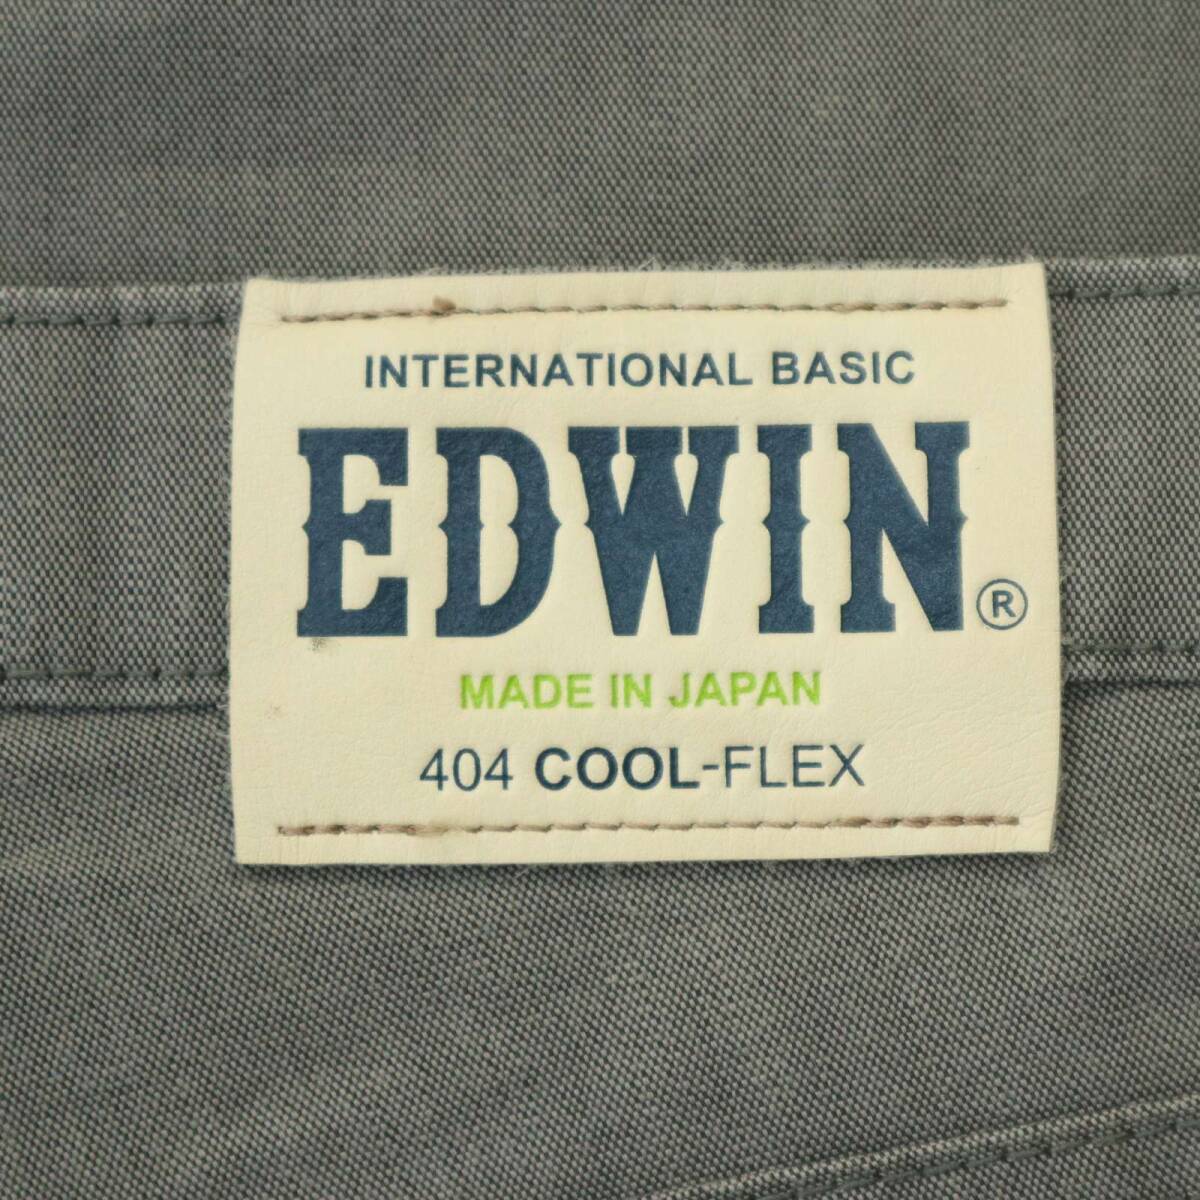 INTERNATIONAL BASIC
EDWIN®
MADE IN JAPAN
404 COOL-FLEX